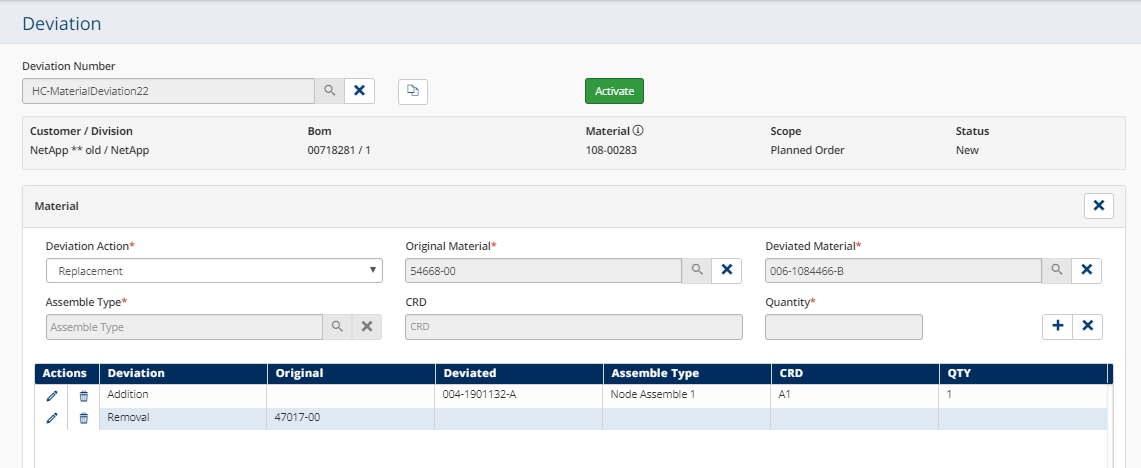 Deviation
Deviation Number
HC-MaterialDeviation22
Activate
Customer / Division Bom Material Scope Status
NetApp ** old / NetApp 00718281 / 1 108-00283 Planned Order New
Material
Deviation Action* Original Material* Deviated Material*
Replacement 54668-00 006-1084466-B
Assemble Type* CRD Quantity*
Assemble Type CRD
Actions Deviation Original Deviated Assemble Type CRD QTY
Addition 004-1901132-A Node Assemble 1 A1 1
Removal 47017-00